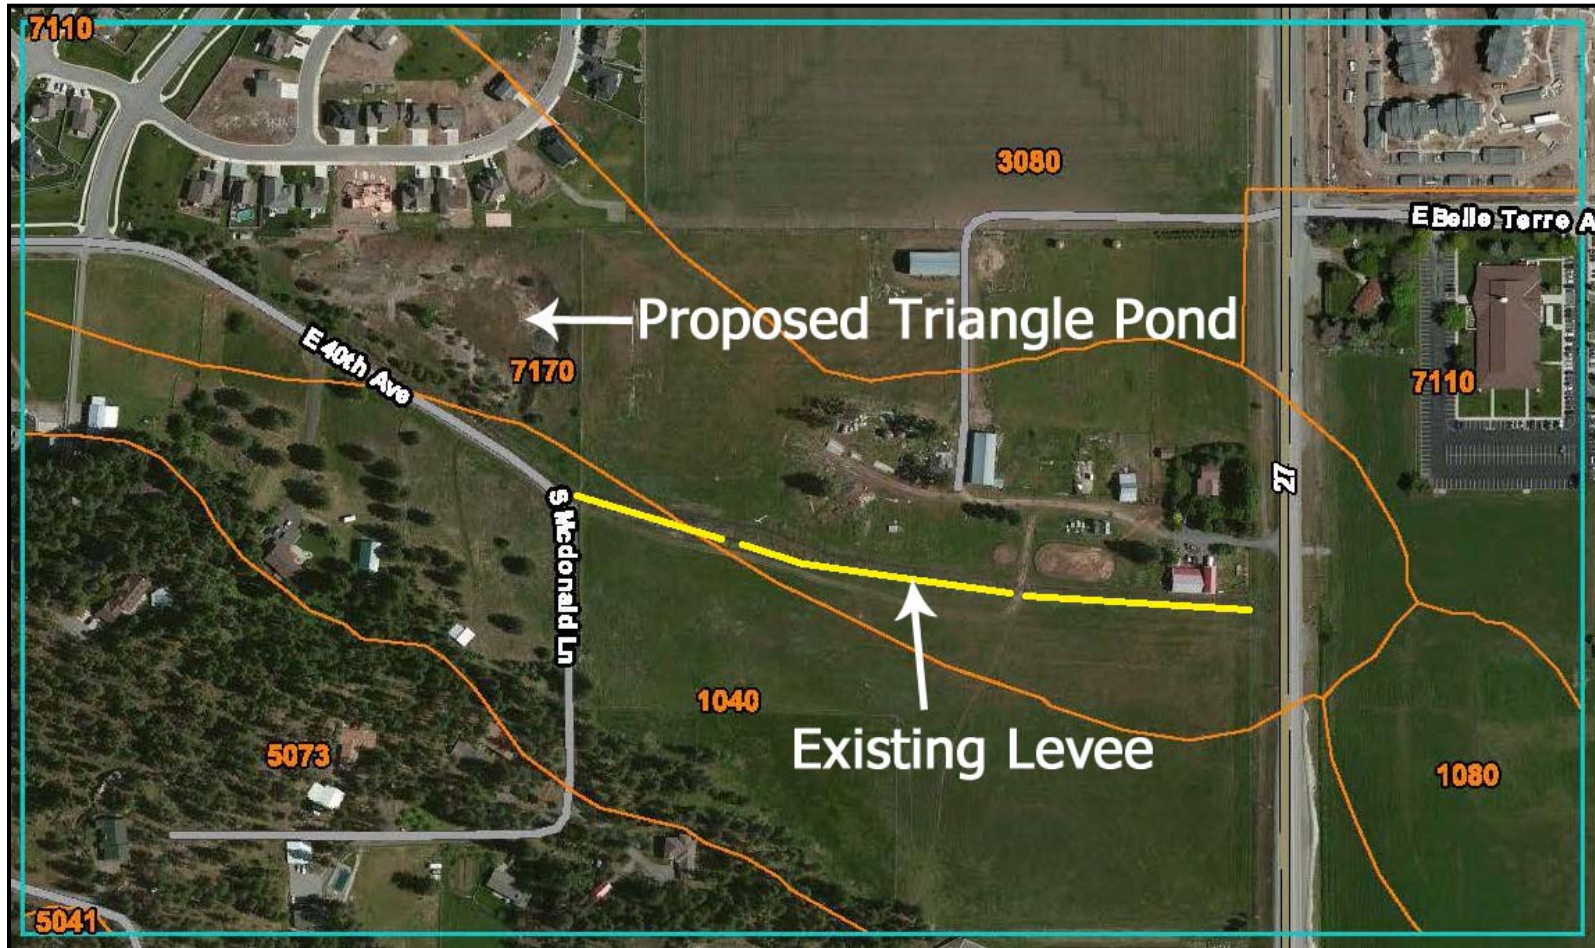 7110
3080
E Belle Terre A
Proposed Triangle Pond
E 40th Ave
7170
7110
27
S Mcdonald Ln
1040
Existing Levee
5073
1080
5041